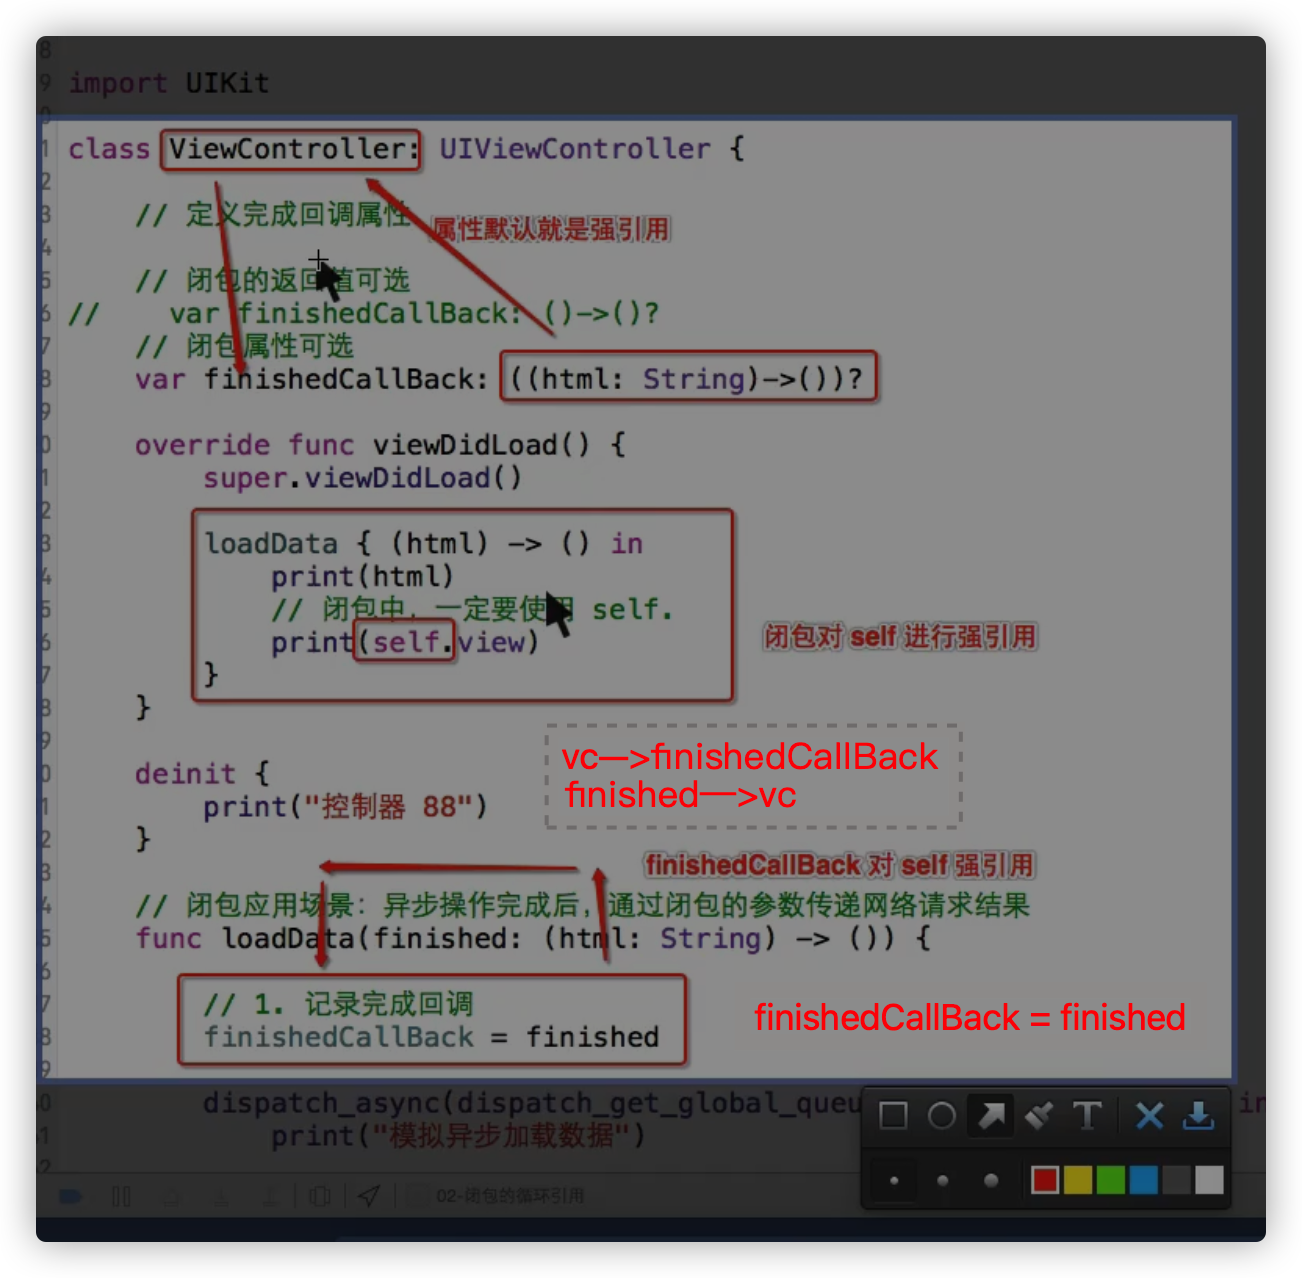 8
9 import UIKit
0
1 class ViewController: UIViewController {
2
3 // 定义完成回调属性 属性默认就是强引用
4
5 // 闭包的返回值可选
6 // var finishedCallBack: ()->()?
7 // 闭包属性可选
8 var finishedCallBack: ((html: String)->())?
9
0 override func viewDidLoad() {
1 super.viewDidLoad()
2
3 loadData { (html) -> () in
4 print(html)
5 // 闭包中，一定要使用 self.
6 print(self.view) 闭包对 self 进行强引用
7 }
8 }
9
vc—>finishedCallBack
0 deinit {
finished—>vc
1 print("控制器 88")
2 }
3 finishedCallBack 对 self 强引用
4 // 闭包应用场景：异步操作完成后，通过闭包的参数传递网络请求结果
5 func loadData(finished: (html: String) -> ()) {
6
7 // 1. 记录完成回调
8 finishedCallBack = finished finishedCallBack = finished
9
40 dispatch_async(dispatch_get_global_queu in
41 print("模拟异步加载数据")
42
T
02-闭包的循环引用